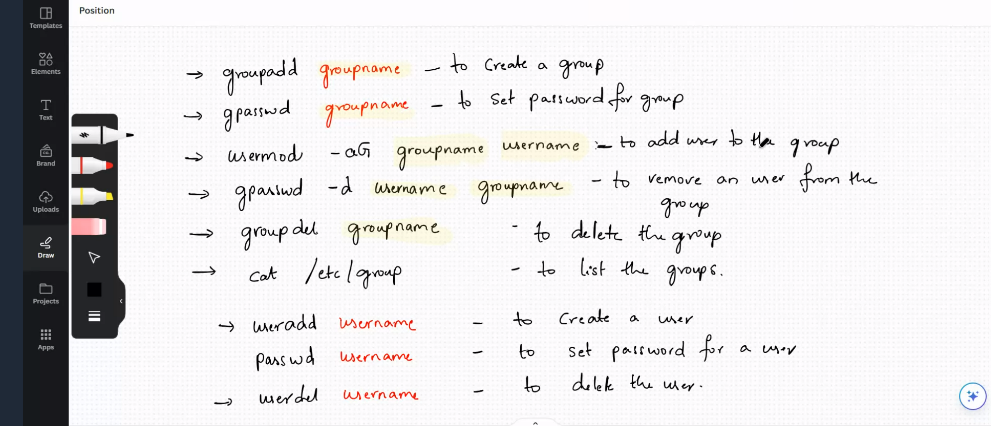 Position
Templates
Elements
Text
Brand
Uploads
Draw
Projects
Apps
→ groupadd groupname – to create a group
→ gpasswd groupname – to set password for group
→ usermod -aG groupname username :- to add user to the group
→ gpasswd -d username groupname – to remove an user from the
group
→ groupdel groupname - to delete the group
→ cat /etc/group - to list the groups.
→ useradd username – to create a user
passwd username – to set password for a user
→ userdel username – to delete the user.